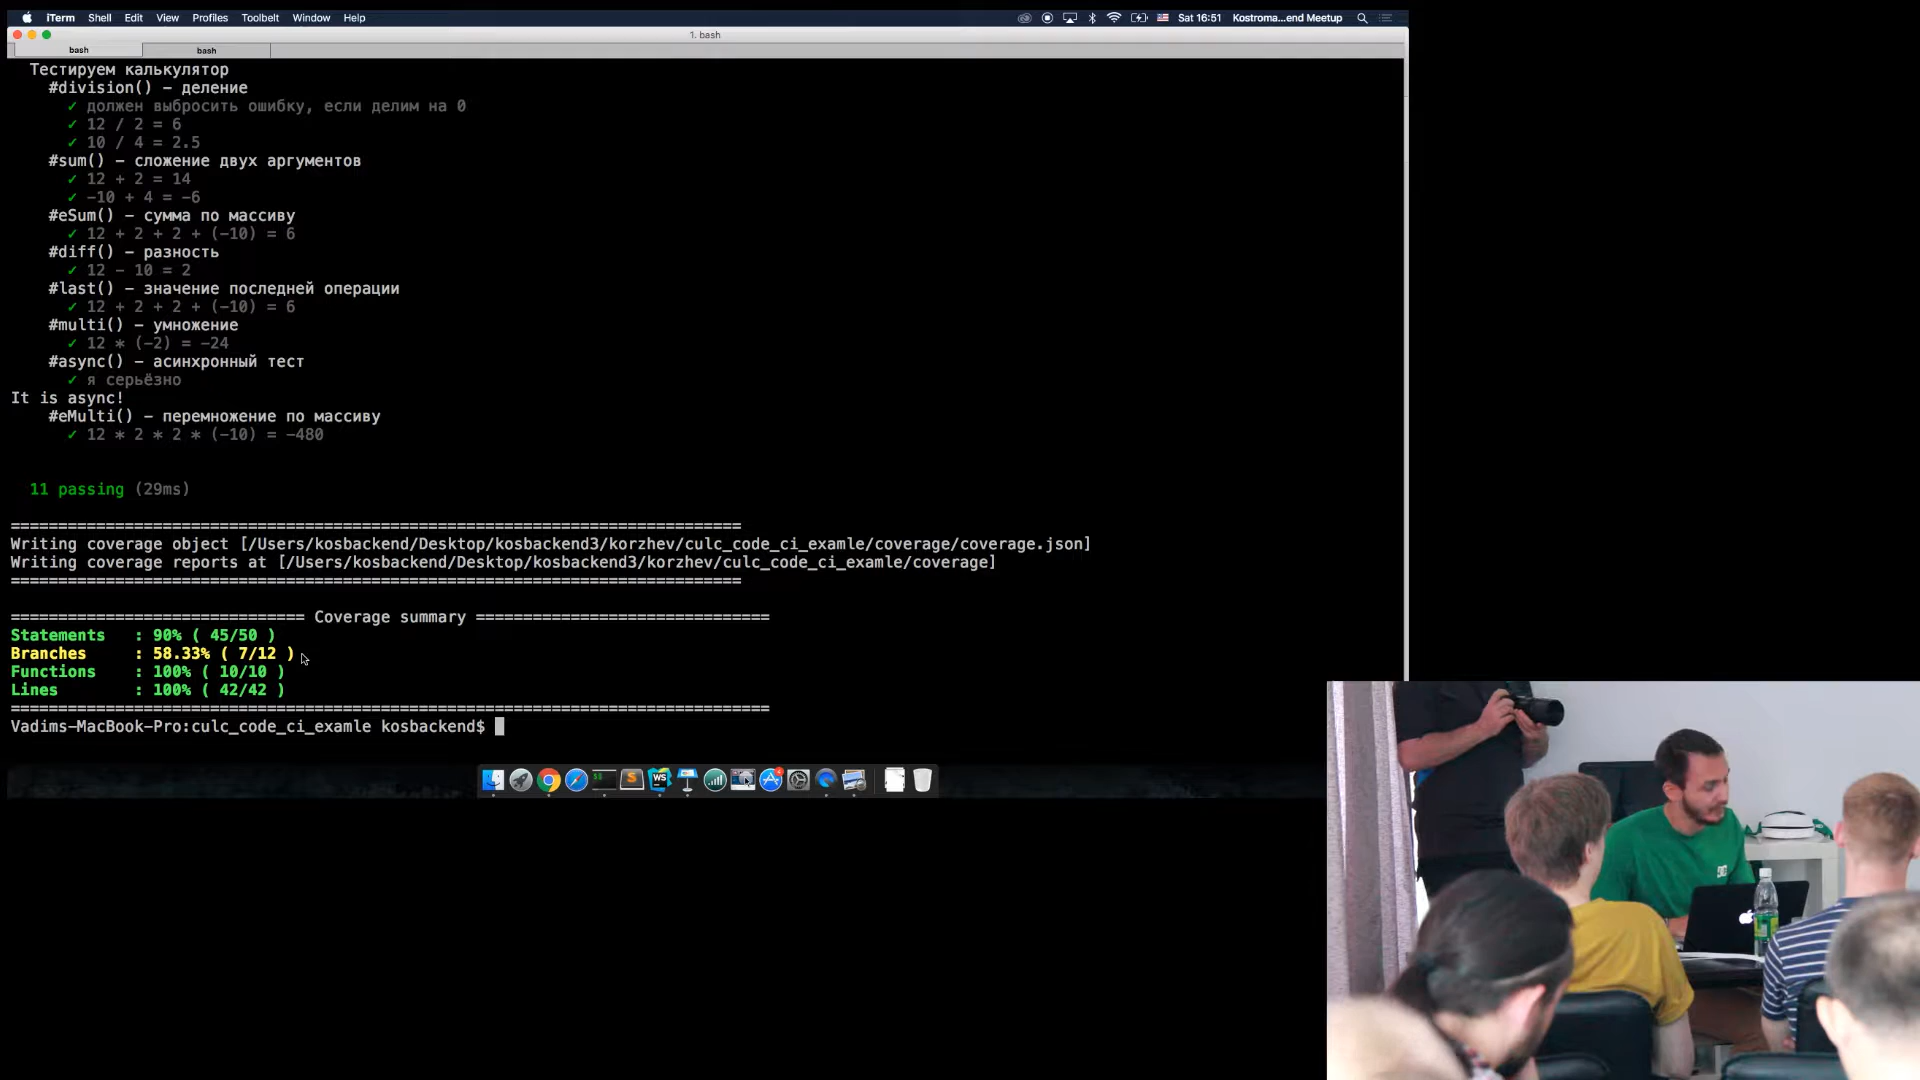 iTerm Shell Edit View Profiles Toolbelt Window Help Sat 16:51 Kostroma...end Meetup
1. bash
bash bash
Тестируем калькулятор
#division() – деление
✓ должен выбросить ошибку, если делим на 0
✓ 12 / 2 = 6
✓ 10 / 4 = 2.5
#sum() – сложение двух аргументов
✓ 12 + 2 = 14
✓ -10 + 4 = -6
#eSum() – сумма по массиву
✓ 12 + 2 + 2 + (-10) = 6
#diff() – разность
✓ 12 - 10 = 2
#last() – значение последней операции
✓ 12 + 2 + 2 + (-10) = 6
#multi() – умножение
✓ 12 * (-2) = -24
#async() – асинхронный тест
✓ я серьёзно
It is async!
#eMulti() – перемножение по массиву
✓ 12 * 2 * 2 * (-10) = -480
11 passing (29ms)
=============================================================================
Writing coverage object [/Users/kosbackend/Desktop/kosbackend3/korzhev/culc_code_ci_examle/coverage/coverage.json]
Writing coverage reports at [/Users/kosbackend/Desktop/kosbackend3/korzhev/culc_code_ci_examle/coverage]
=============================================================================
=============================== Coverage summary ===============================
Statements : 90% ( 45/50 )
Branches : 58.33% ( 7/12 )
Functions : 100% ( 10/10 )
Lines : 100% ( 42/42 )
================================================================================
Vadims-MacBook-Pro:culc_code_ci_examle kosbackend$